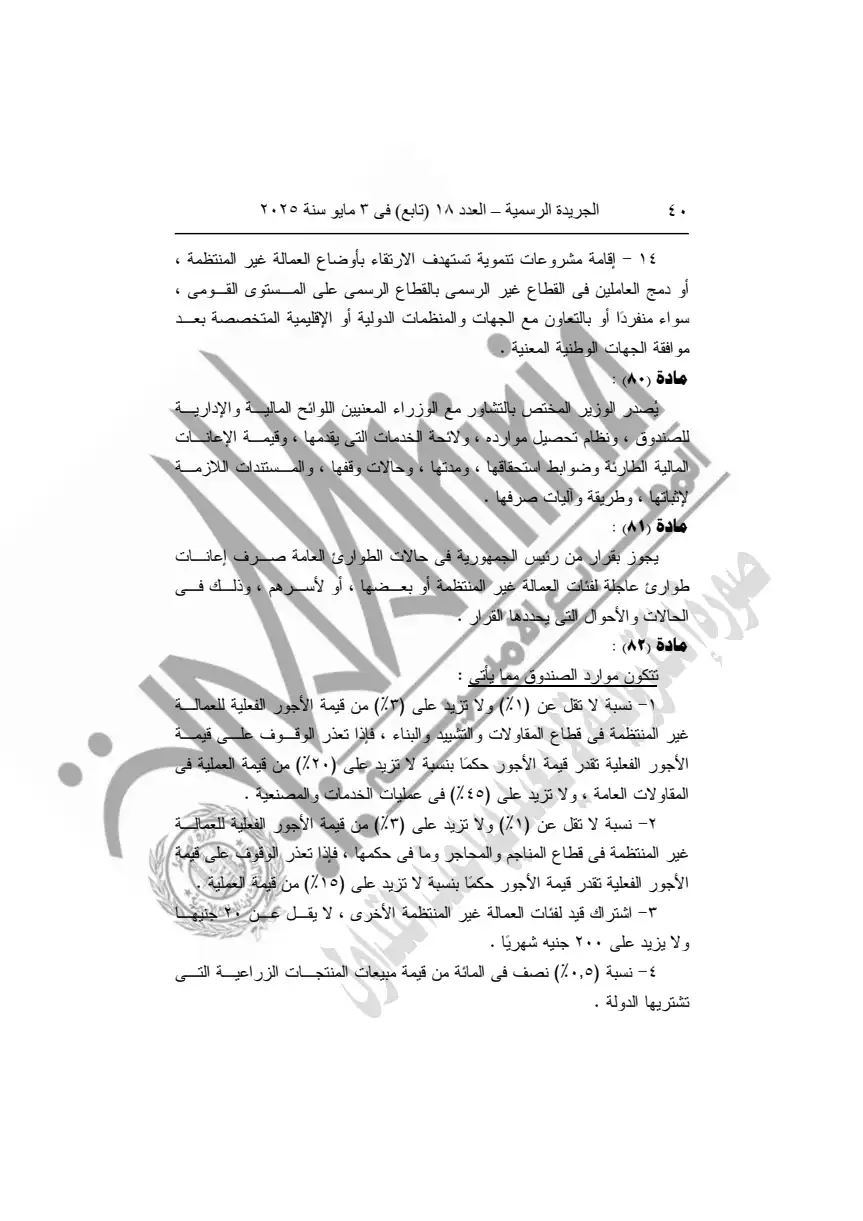 ٤٠ الجريدة الرسمية – العدد ١٨ (تابع) فى ٣ مايو سنة ٢٠٢٥
١٤ – إقامة مشروعات تنموية تستهدف الارتقاء بأوضاع العمالة غير المنتظمة ،
أو دمج العاملين فى القطاع غير الرسمى بالقطاع الرسمى على المستوى القومى ،
سواء منفردًا أو بالتعاون مع الجهات والمنظمات الدولية أو الإقليمية المتخصصة بعد
موافقة الجهات الوطنية المعنية .
مادة (٨٠) :
يُصدر الوزير المختص بالتشاور مع الوزراء المعنيين اللوائح المالية والإدارية
للصندوق ، ونظام تحصيل موارده ، ولائحة الخدمات التى يقدمها ، وقيمة الإعانات
المالية الطارئة وضوابط استحقاقها ، ومدتها ، وحالات وقفها ، والمستندات اللازمة
لإثباتها ، وطريقة وآليات صرفها .
مادة (٨١) :
يجوز بقرار من رئيس الجمهورية فى حالات الطوارئ العامة صرف إعانات
طوارئ عاجلة لفئات العمالة غير المنتظمة أو بعضها ، أو لأسرهم ، وذلك فى
الحالات والأحوال التى يحددها القرار .
مادة (٨٢) :
تتكون موارد الصندوق مما يأتى :
١– نسبة لا تقل عن (١٪) ولا تزيد على (٣٪) من قيمة الأجور الفعلية للعمالة
غير المنتظمة فى قطاع المقاولات والتشييد والبناء ، فإذا تعذر الوقوف على قيمة
الأجور الفعلية تقدر قيمة الأجور حكمًا بنسبة لا تزيد على (٢٠٪) من قيمة العملية فى
المقاولات العامة ، ولا تزيد على (٤٥٪) فى عمليات الخدمات والمصنعية .
٢– نسبة لا تقل عن (١٪) ولا تزيد على (٣٪) من قيمة الأجور الفعلية للعمالة
غير المنتظمة فى قطاع المناجم والمحاجر وما فى حكمها ، فإذا تعذر الوقوف على قيمة
الأجور الفعلية تقدر قيمة الأجور حكمًا بنسبة لا تزيد على (١٥٪) من قيمة العملية .
٣– اشتراك قيد لفئات العمالة غير المنتظمة الأخرى ، لا يقل عن ٢٠ جنيها
ولا يزيد على ٢٠٠ جنيه شهريًا .
٤– نسبة (٠,٥٪) نصف فى المائة من قيمة مبيعات المنتجات الزراعية التى
تشتريها الدولة .